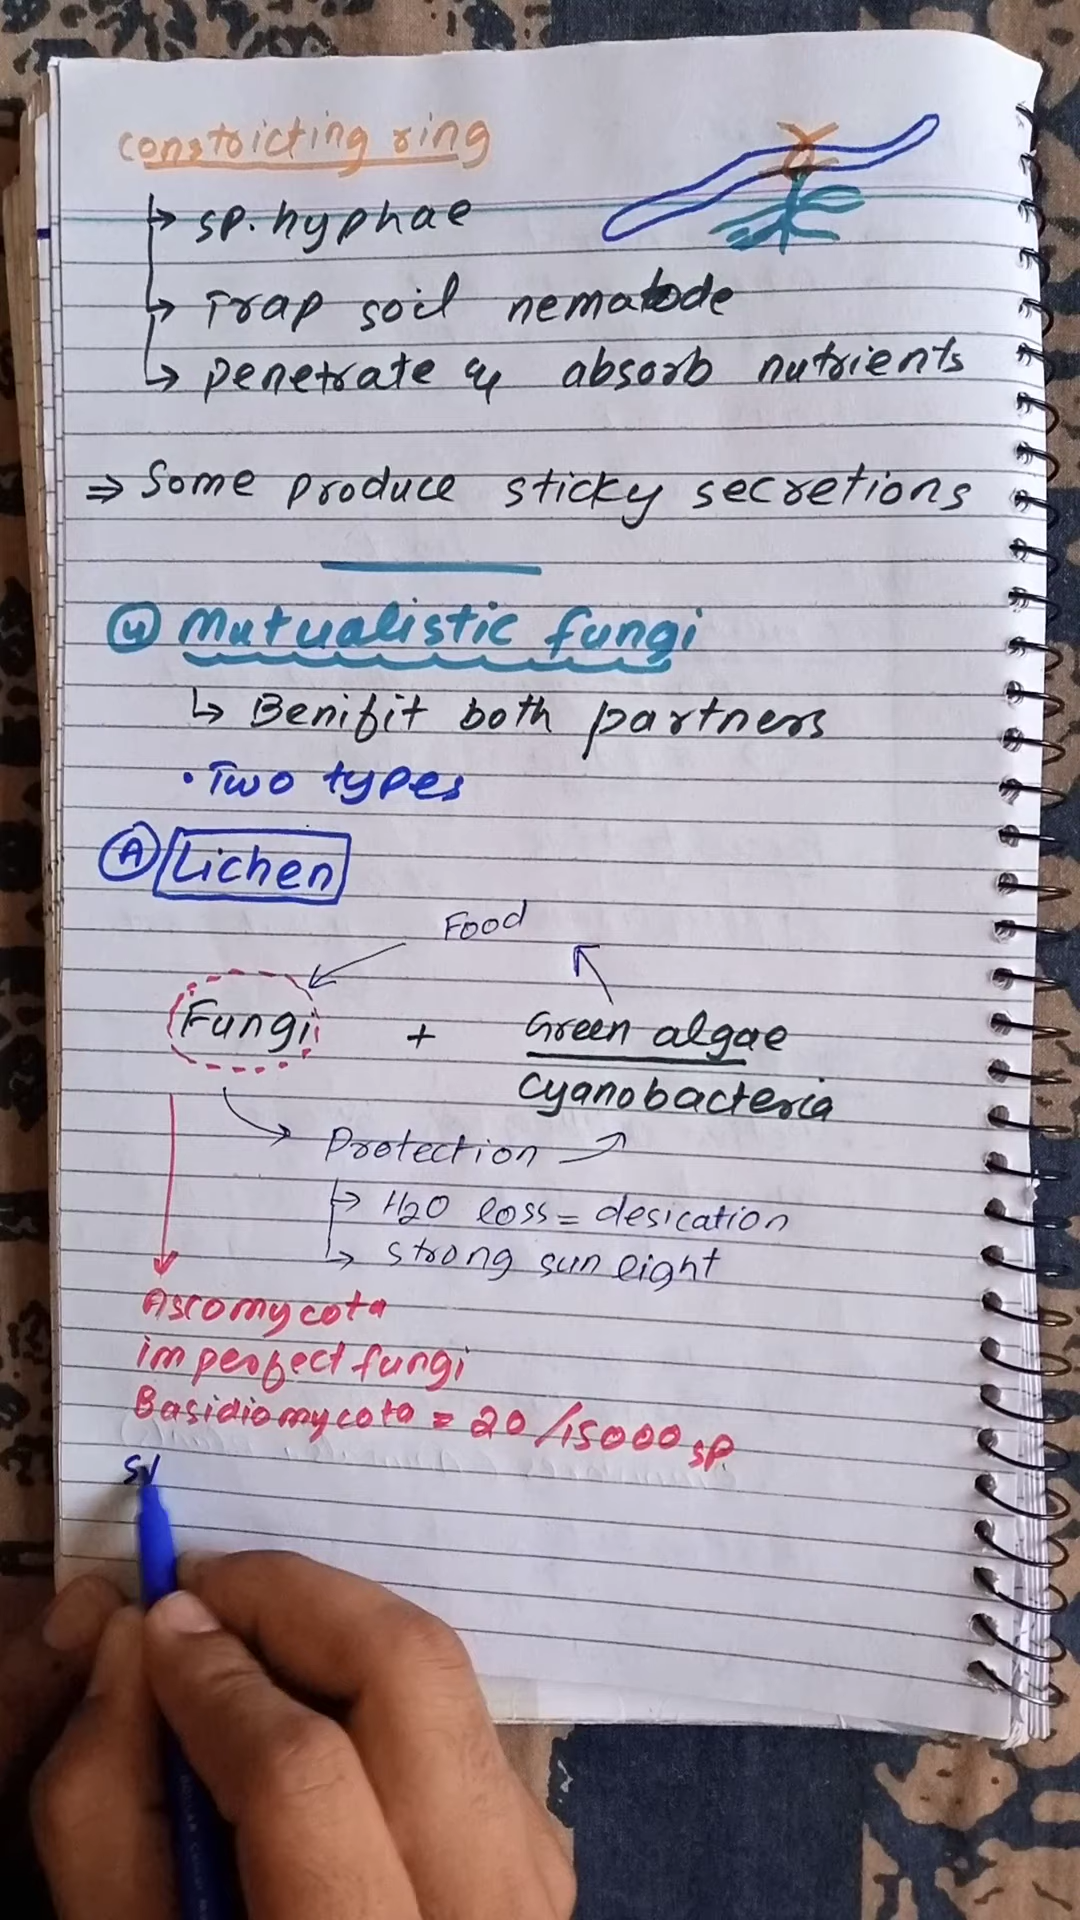 constricting ring
↳ sp. hyphae
↳ Trap soil nematode
↳ penetrate & absorb nutrients
⇒ Some produce sticky secretions
④ Mutualistic fungi
↳ Benifit both partners
• Two types
Ⓐ Lichen
Food
Fungi + Green algae
Cyanobacteria
Protection
↳ H2O loss = desication
↳ strong sun light
Ascomycota
imperfect fungi
Basidiomycota = 20/15000 sp.